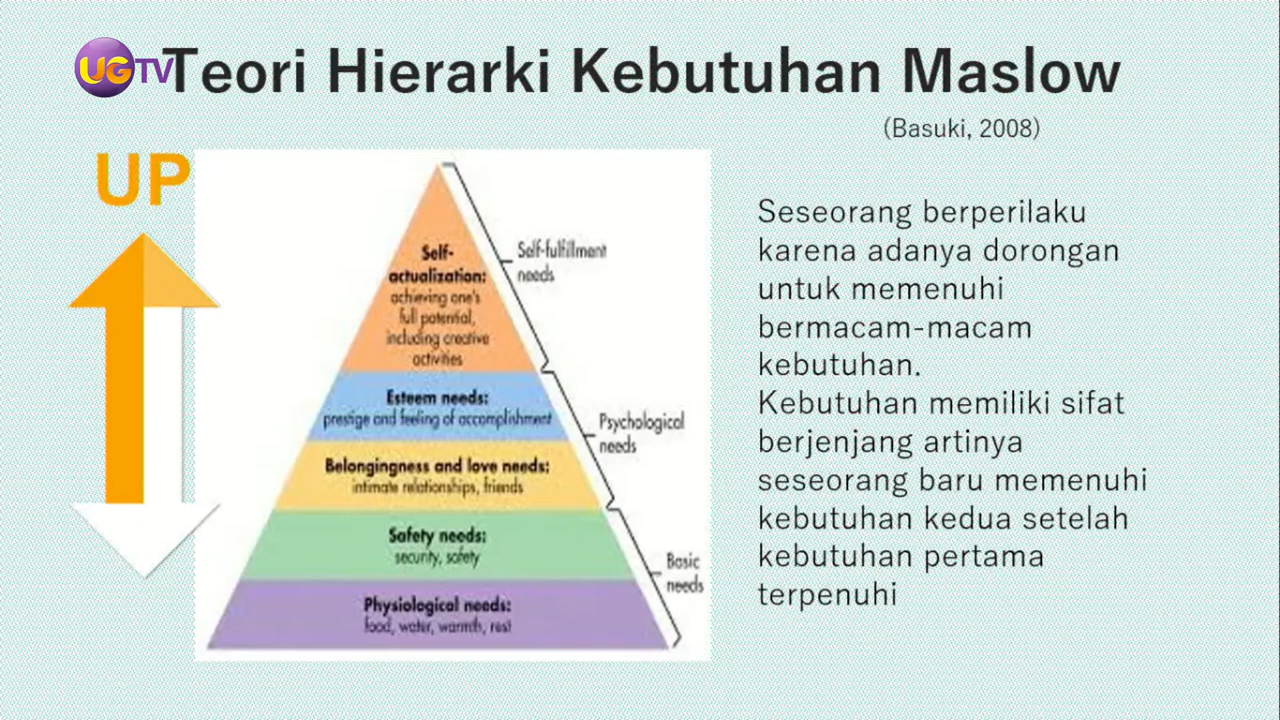 UGTV
Teori Hierarki Kebutuhan Maslow
(Basuki, 2008)
UP
Self-
actualization:
achieving one's
full potential,
including creative
activities
Self-fulfillment
needs
Esteem needs:
prestige and feeling of accomplishment
Psychological
needs
Belongingness and love needs:
intimate relationships, friends
Safety needs:
security, safety
Basic
needs
Physiological needs:
food, water, warmth, rest
Seseorang berperilaku
karena adanya dorongan
untuk memenuhi
bermacam-macam
kebutuhan.
Kebutuhan memiliki sifat
berjenjang artinya
seseorang baru memenuhi
kebutuhan kedua setelah
kebutuhan pertama
terpenuhi